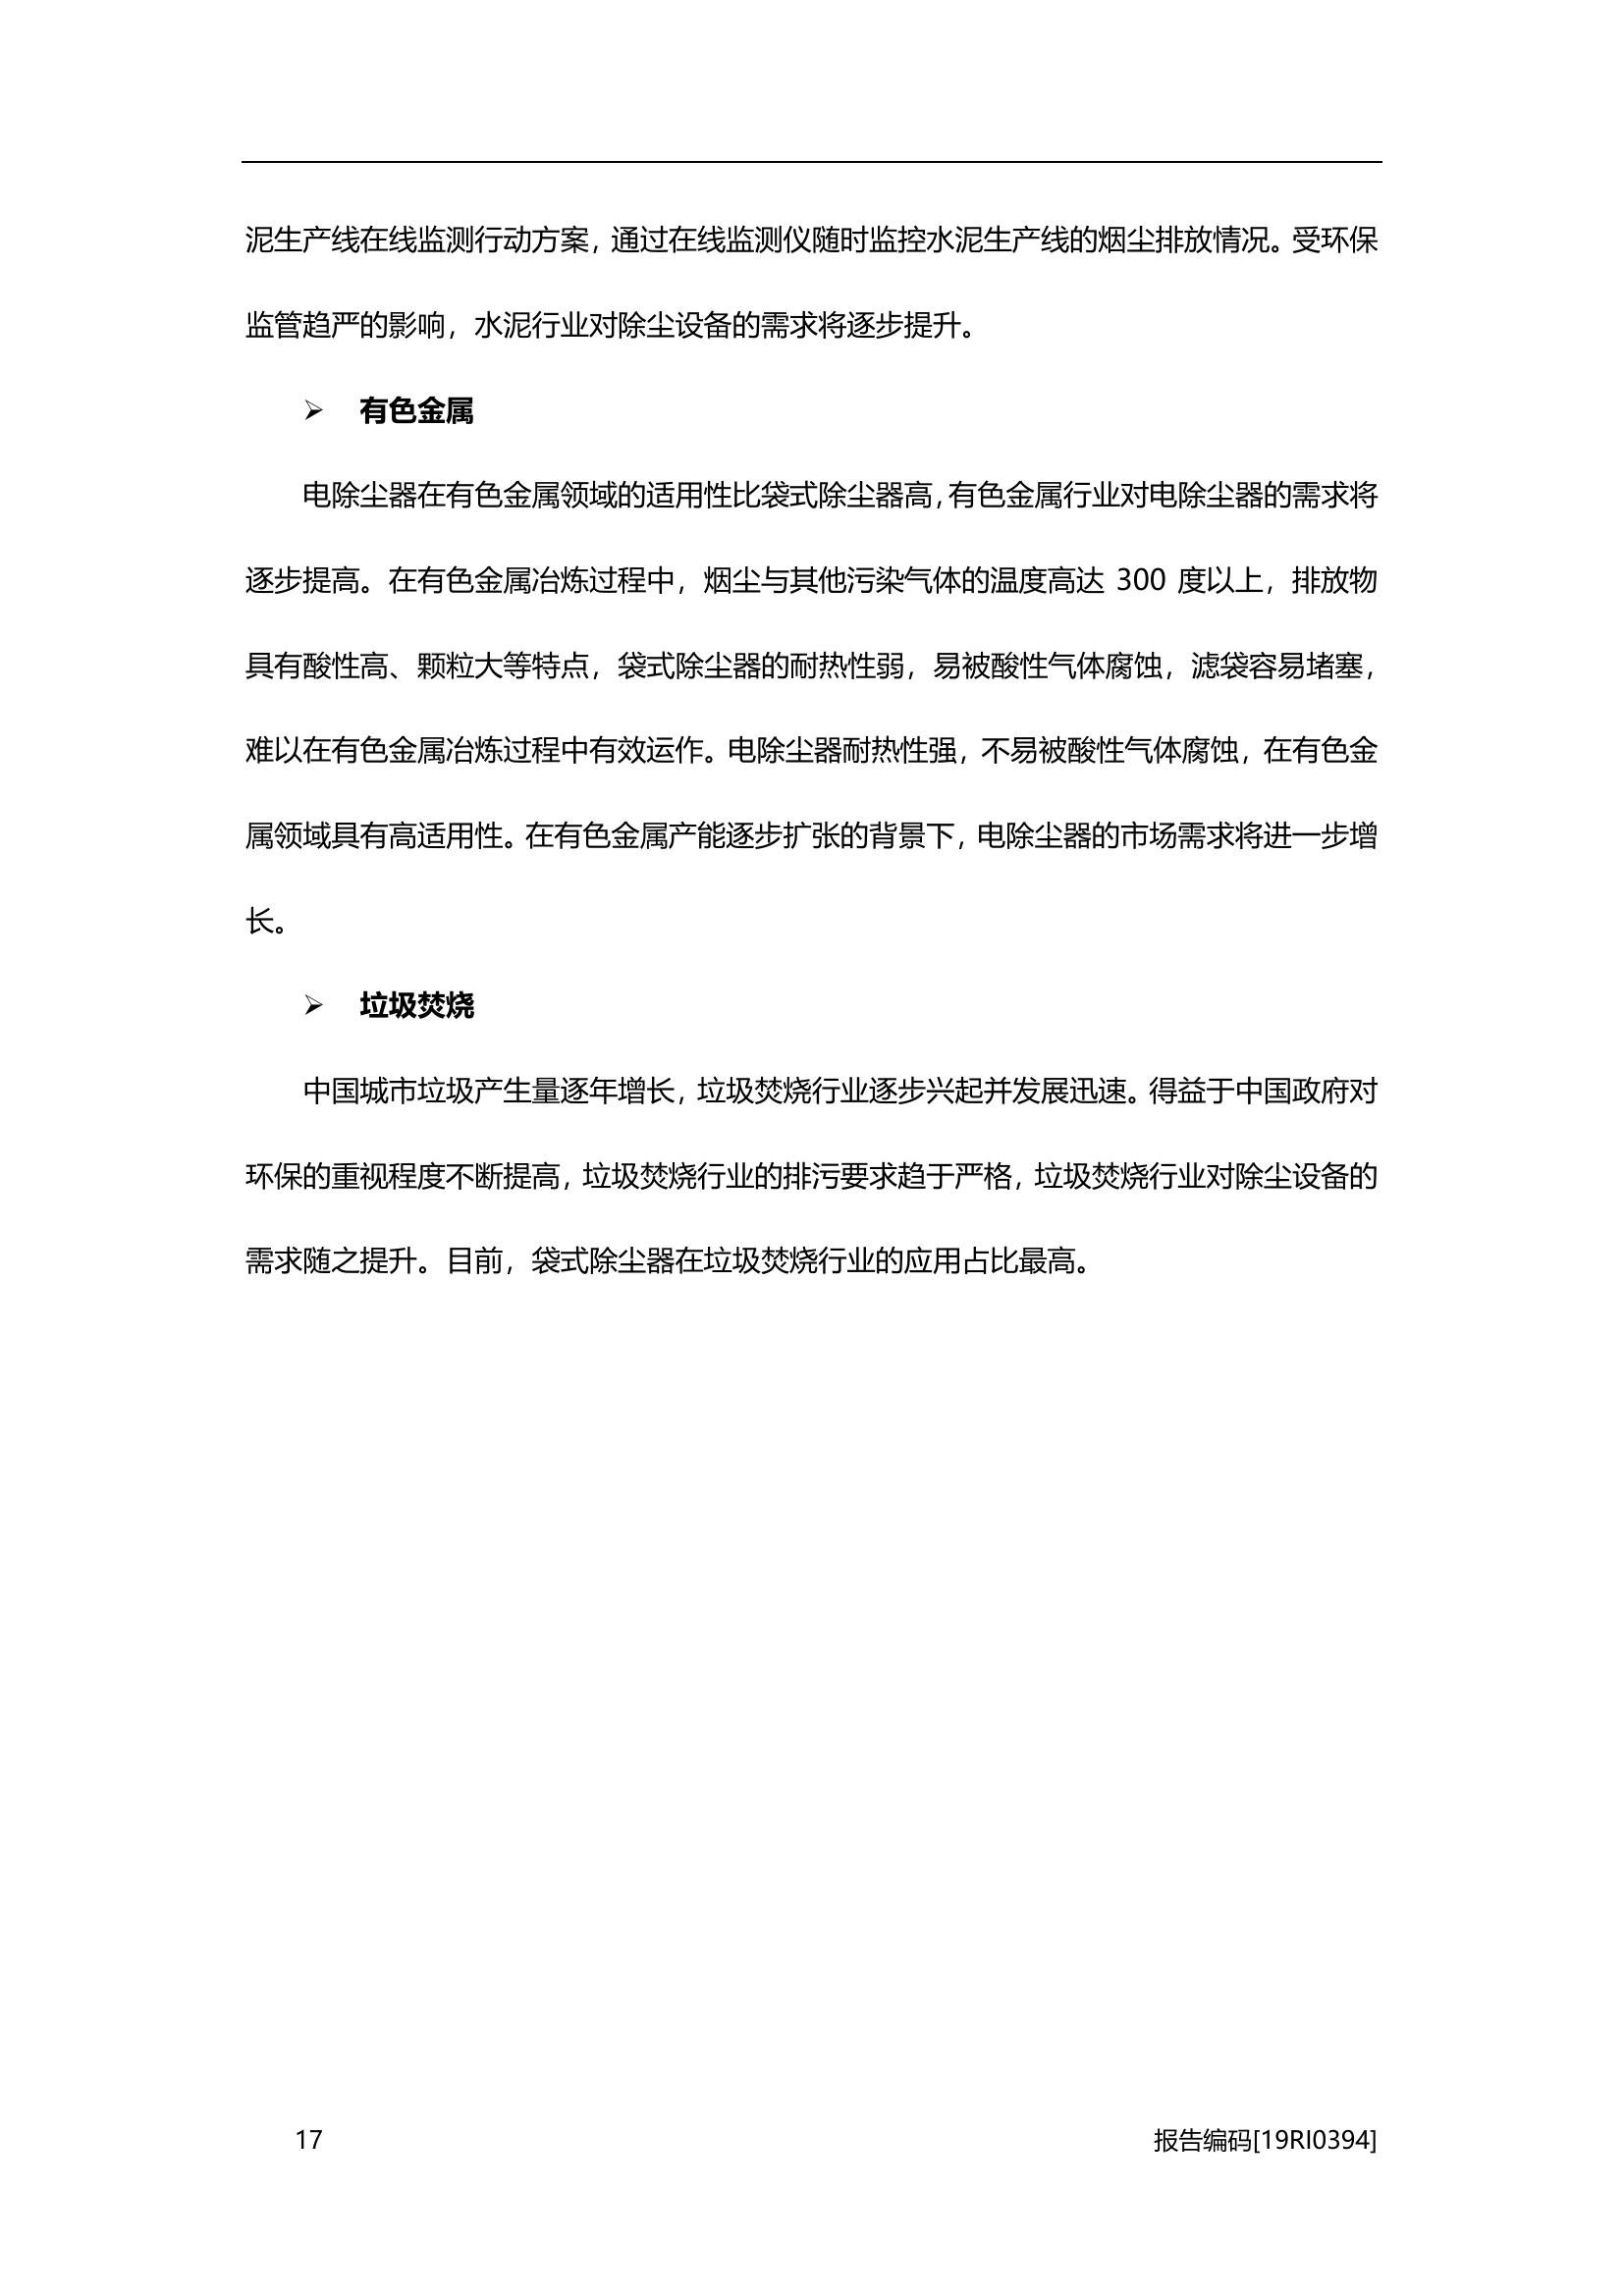 泥生产线在线监测行动方案，通过在线监测仪随时监控水泥生产线的烟尘排放情况。受环保
监管趋严的影响，水泥行业对除尘设备的需求将逐步提升。
➢ 有色金属
电除尘器在有色金属领域的适用性比袋式除尘器高，有色金属行业对电除尘器的需求将
逐步提高。在有色金属冶炼过程中，烟尘与其他污染气体的温度高达 300 度以上，排放物
具有酸性高、颗粒大等特点，袋式除尘器的耐热性弱，易被酸性气体腐蚀，滤袋容易堵塞，
难以在有色金属冶炼过程中有效运作。电除尘器耐热性强，不易被酸性气体腐蚀，在有色金
属领域具有高适用性。在有色金属产能逐步扩张的背景下，电除尘器的市场需求将进一步增
长。
➢ 垃圾焚烧
中国城市垃圾产生量逐年增长，垃圾焚烧行业逐步兴起并发展迅速。得益于中国政府对
环保的重视程度不断提高，垃圾焚烧行业的排污要求趋于严格，垃圾焚烧行业对除尘设备的
需求随之提升。目前，袋式除尘器在垃圾焚烧行业的应用占比最高。
17 报告编码[19RI0394]